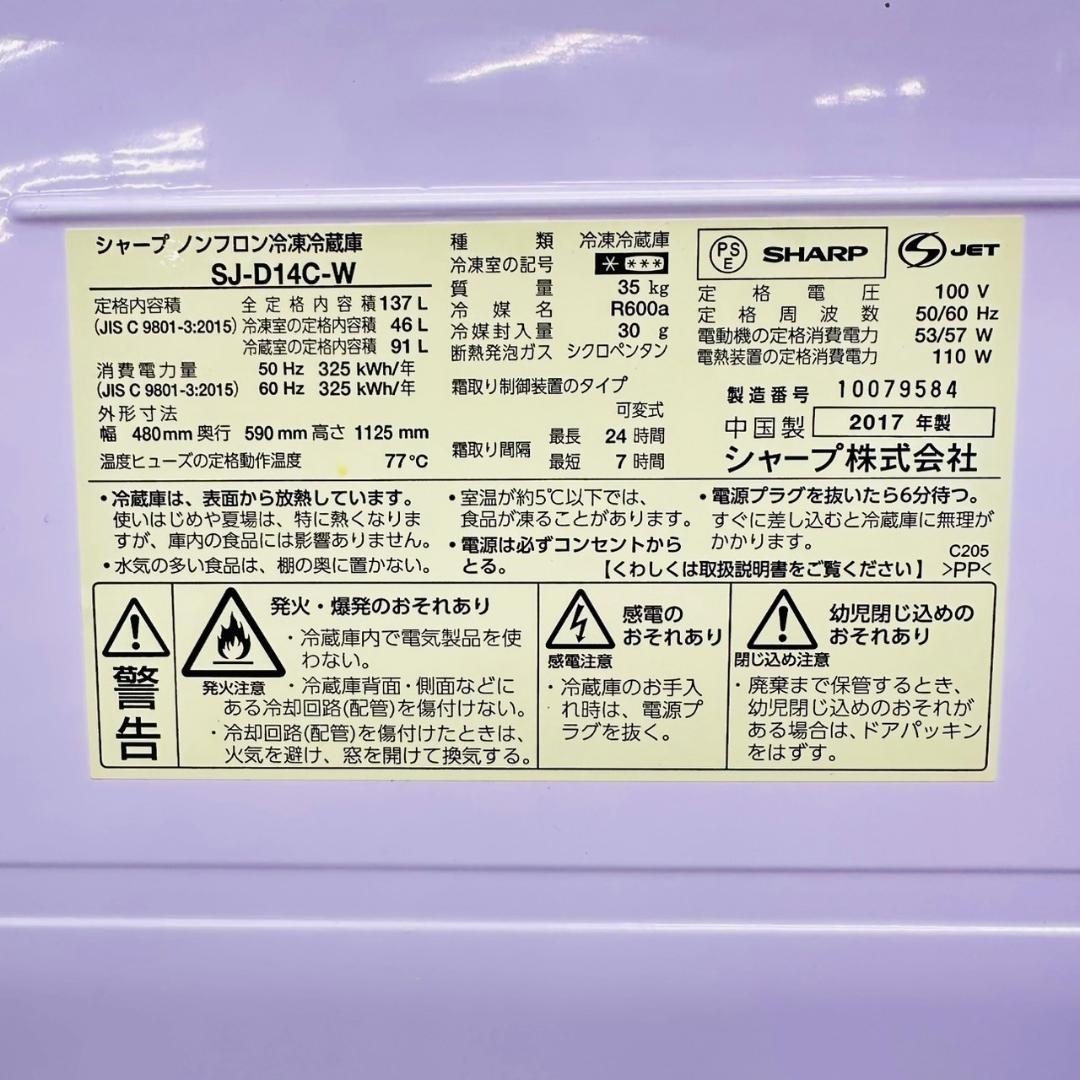 シャープ ノンフロン冷凍冷蔵庫
SJ-D14C-W
定格内容積 全定格内容積 137 L
(JIS C 9801-3:2015) 冷凍室の定格内容積 46 L
冷蔵室の定格内容積 91 L
消費電力量 50 Hz 325 kWh/年
(JIS C 9801-3:2015) 60 Hz 325 kWh/年
外形寸法
幅 480mm 奥行 590mm 高さ 1125 mm
温度ヒューズの定格動作温度 77℃
種類 冷凍冷蔵庫
冷凍室の記号 * ***
質量 35 kg
冷媒名 R600a
冷媒封入量 30 g
断熱発泡ガス シクロペンタン
霜取り制御装置のタイプ
可変式
霜取り間隔 最長 24 時間
最短 7 時間
PSE SHARP S JET
定格電圧 100 V
定格周波数 50/60 Hz
電動機の定格消費電力 53/57 W
電熱装置の定格消費電力 110 W
製造番号 10079584
中国製 2017 年製
シャープ株式会社
・冷蔵庫は、表面から放熱しています。
使いはじめや夏場は、特に熱くなりま
すが、庫内の食品には影響ありません。
・水気の多い食品は、棚の奥に置かない。
・室温が約5℃以下では、
食品が凍ることがあります。
・電源は必ずコンセントから
とる。
・電源プラグを抜いたら6分待つ。
すぐに差し込むと冷蔵庫に無理が
かかります。
C205
【くわしくは取扱説明書をご覧ください】 >PP<
警告
発火・爆発のおそれあり
発火注意
・冷蔵庫内で電気製品を使
わない。
・冷蔵庫背面・側面などに
ある冷却回路(配管)を傷付けない。
・冷却回路(配管)を傷付けたときは、
火気を避け、窓を開けて換気する。
感電の
おそれあり
感電注意
・冷蔵庫のお手入
れ時は、電源プ
ラグを抜く。
幼児閉じ込めの
おそれあり
閉じ込め注意
・廃棄まで保管するとき、
幼児閉じ込めのおそれが
ある場合は、ドアパッキン
をはずす。